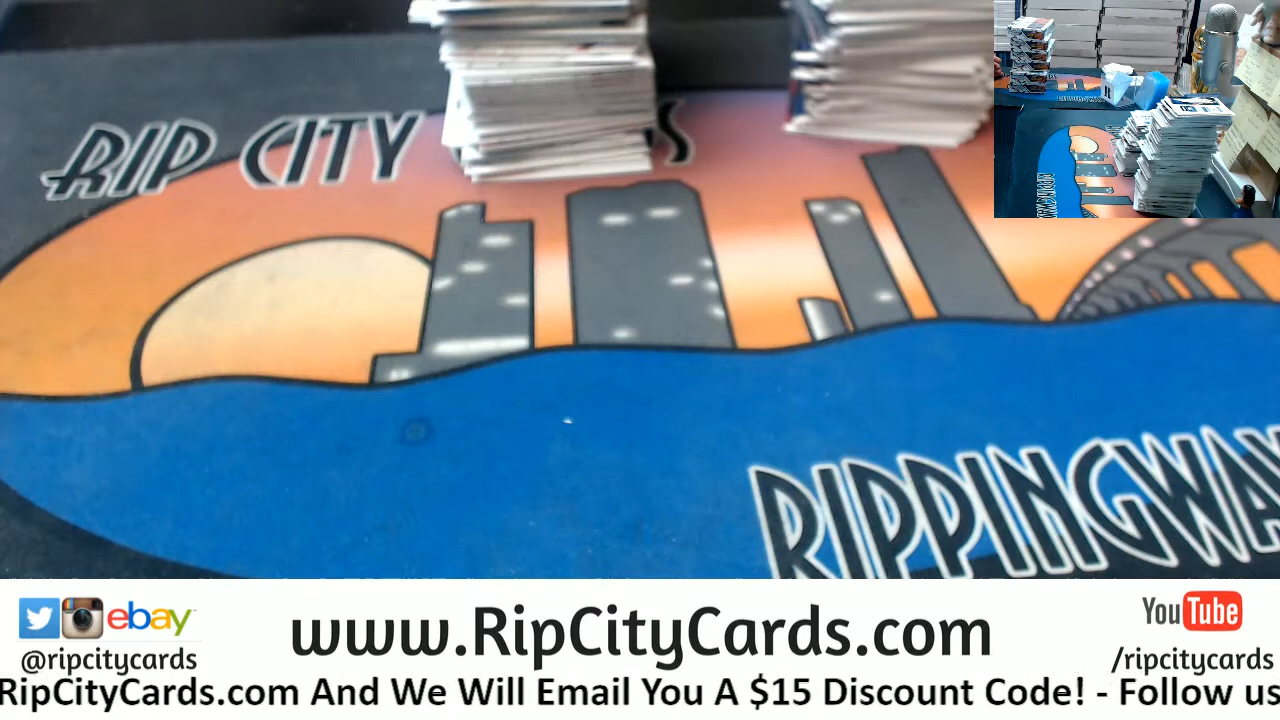 RIP CITY
RIPPINGWA
ebay
@ripcitycards
www.RipCityCards.com
YouTube
/ripcitycards
RipCityCards.com And We Will Email You A $15 Discount Code! - Follow us